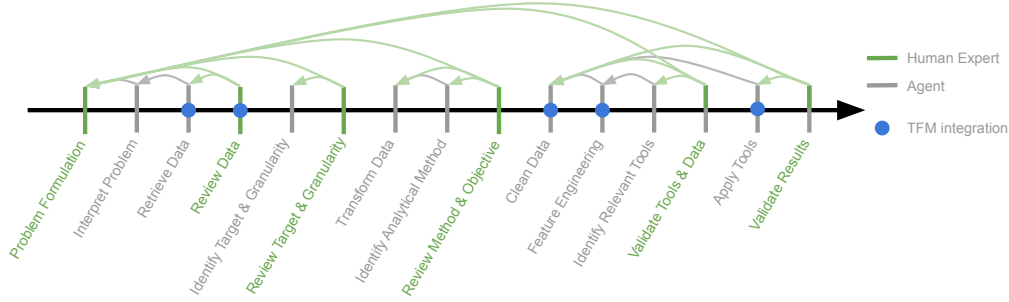 Problem Formulation
Interpret Problem
Retrieve Data
Review Data
Identify Target & Granularity
Review Target & Granularity
Transform Data
Identify Analytical Method
Review Method & Objective
Clean Data
Feature Engineering
Identify Relevant Tools
Validate Tools & Data
Apply Tools
Validate Results
Human Expert
Agent
TFM integration